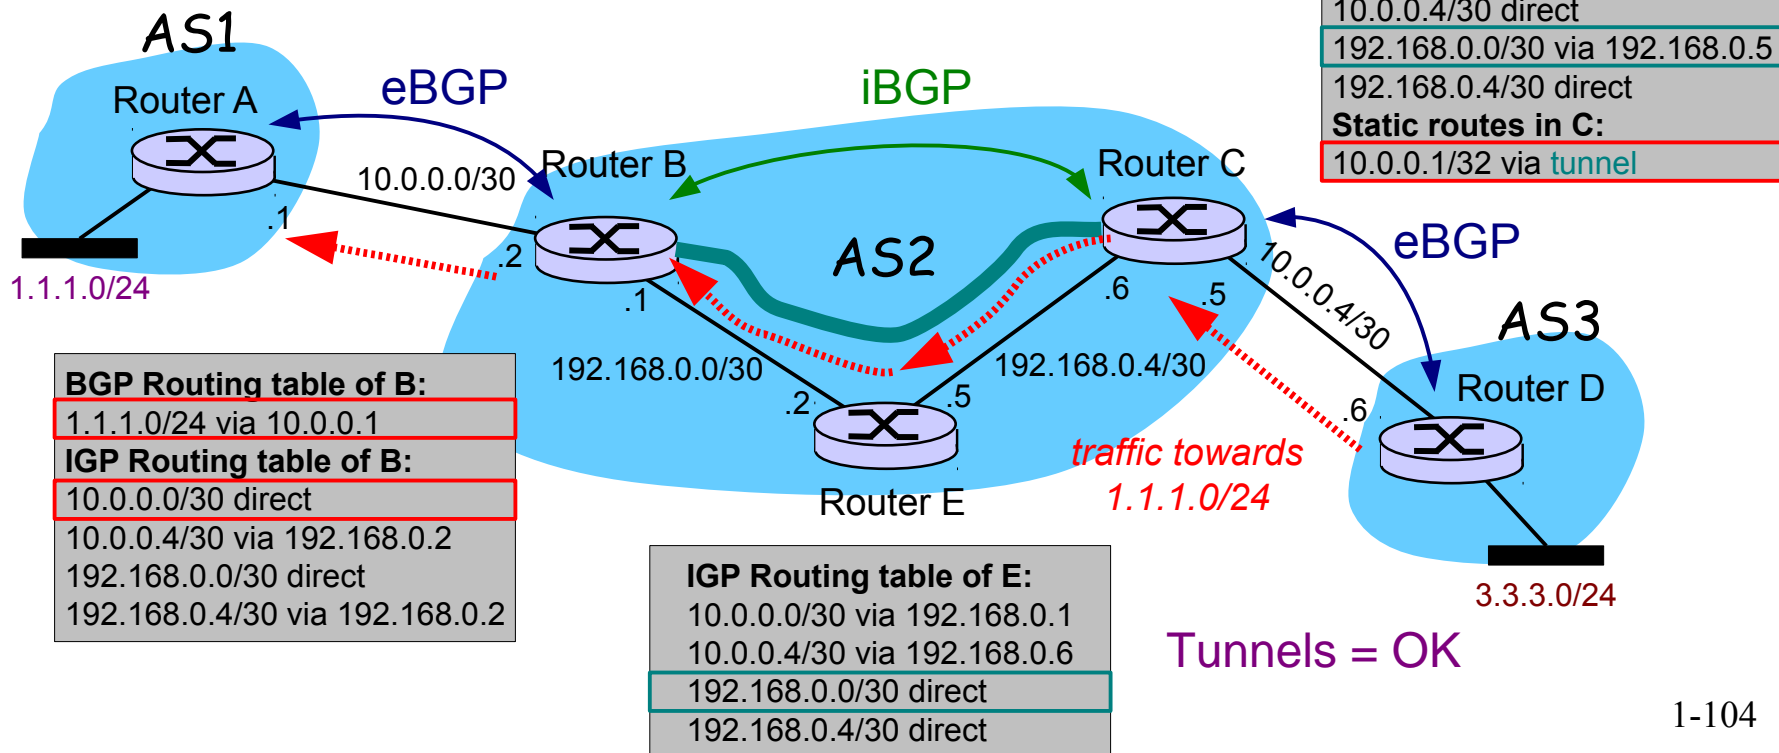 10.0.0.4/30 direct
192.168.0.0/30 via 192.168.0.5
192.168.0.4/30 direct
Static routes in C:
10.0.0.1/32 via tunnel
AS1
Router A
eBGP
iBGP
10.0.0.0/30
Router B
Router C
.1
.2
1.1.1.0/24
AS2
.1
.6
.5
10.0.0.4/30
eBGP
AS3
192.168.0.0/30
192.168.0.4/30
.2
.5
Router E
Router D
.6
traffic towards
1.1.1.0/24
3.3.3.0/24
BGP Routing table of B:
1.1.1.0/24 via 10.0.0.1
IGP Routing table of B:
10.0.0.0/30 direct
10.0.0.4/30 via 192.168.0.2
192.168.0.0/30 direct
192.168.0.4/30 via 192.168.0.2
IGP Routing table of E:
10.0.0.0/30 via 192.168.0.1
10.0.0.4/30 via 192.168.0.6
192.168.0.0/30 direct
192.168.0.4/30 direct
Tunnels = OK
1-104